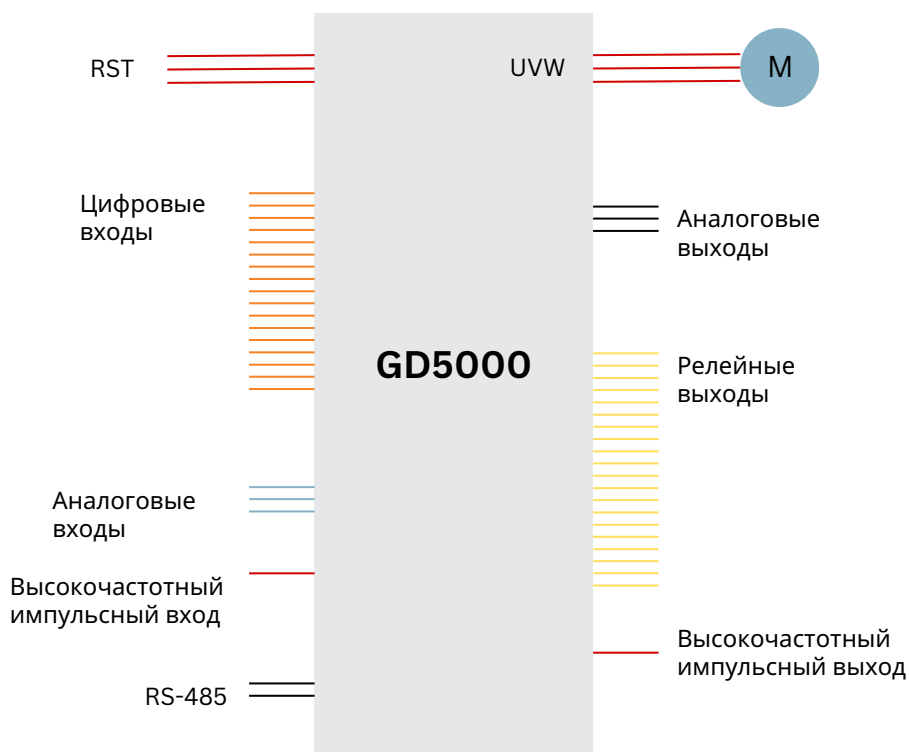 RST
UVW
M
Цифровые
входы
Аналоговые
выходы
GD5000
Релейные
выходы
Аналоговые
входы
Высокочастотный
импульсный вход
Высокочастотный
импульсный выход
RS-485